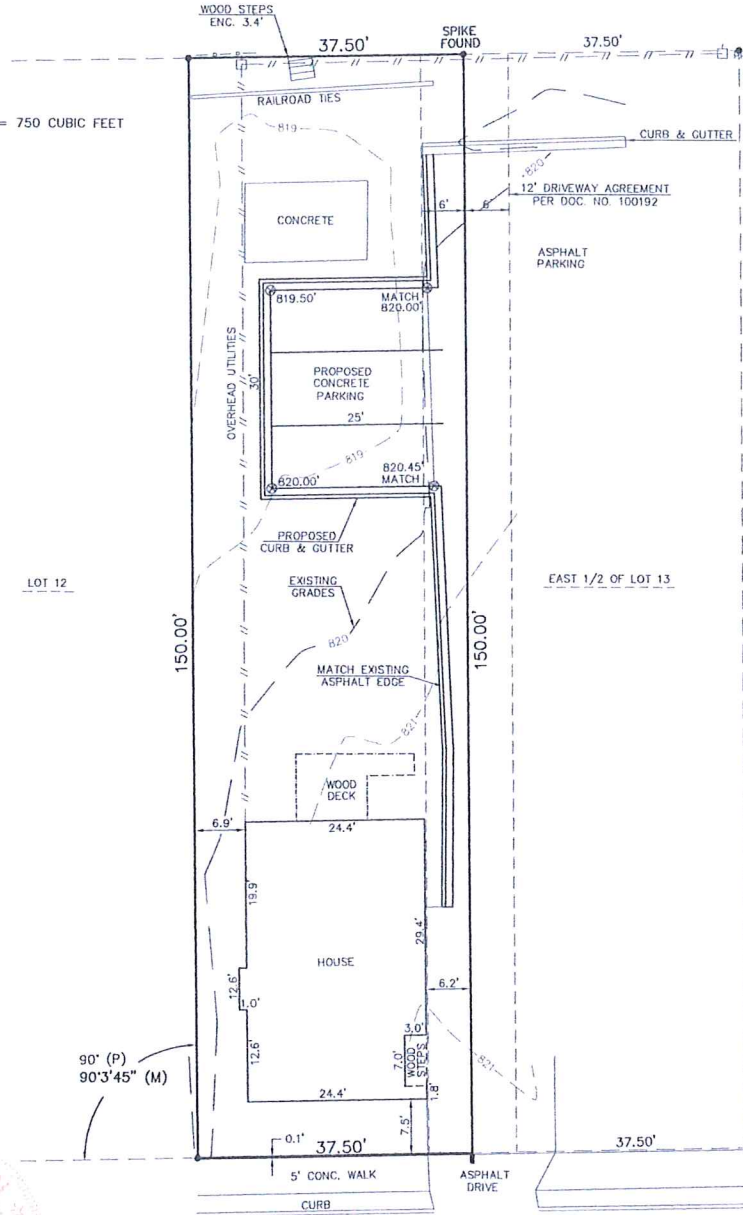 WOOD STEPS
ENC. 3.4'
37.50'
SPIKE
FOUND
37.50'
RAILROAD TIES
= 750 CUBIC FEET
819
CURB & GUTTER
820
12' DRIVEWAY AGREEMENT
PER DOC. NO. 100192
6'
6'
CONCRETE
ASPHALT
PARKING
819.50'
MATCH
820.00'
OVERHEAD UTILITIES
30'
PROPOSED
CONCRETE
PARKING
25'
819
820.00'
820.45'
MATCH
PROPOSED
CURB & GUTTER
LOT 12
EXISTING
GRADES
EAST 1/2 OF LOT 13
820
150.00'
150.00'
MATCH EXISTING
ASPHALT EDGE
821
WOOD
DECK
6.9'
24.4'
19.9'
29.4'
HOUSE
12.6'
1.0'
6.2'
3.0'
12.6'
7.0'
WOOD
STEPS
821
1.8'
90° (P)
90°3'45" (M)
24.4'
7.5'
0.1'
37.50'
37.50'
5' CONC. WALK
ASPHALT
DRIVE
CURB